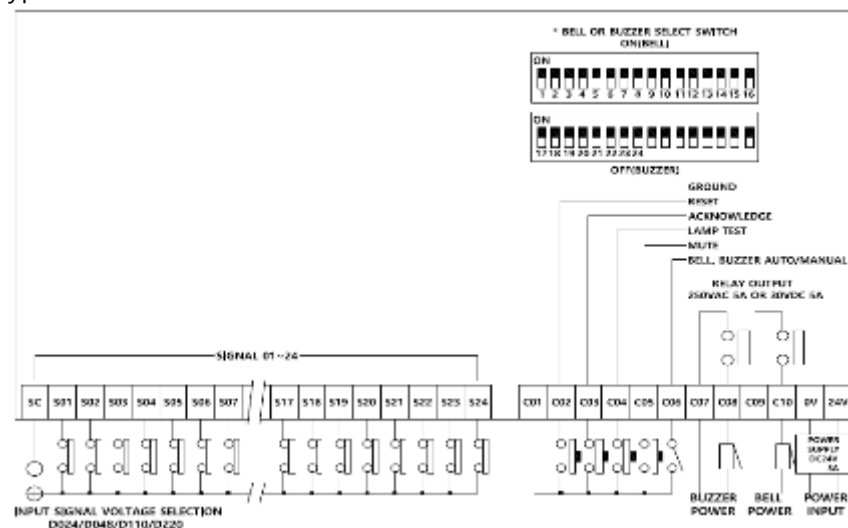 * BELL OR BUZZER SELECT SWITCH
ON(BELL)
ON
1 2 3 4 5 6 7 8 9 10 11 12 13 14 15 16
ON
17 18 19 20 21 22 23 24
OFF(BUZZER)
GROUND
RESET
ACKNOWLEDGE
LAMP TEST
MUTE
BELL, BUZZER AUTO/MANUAL
RELAY OUTPUT
250VAC 5A OR 30VDC 5A
SIGNAL 01~24
SC S01 S02 S03 S04 S05 S06 S07 S17 S18 S19 S20 S21 S22 S23 S24 C01 C02 C03 C04 C05 C06 C07 C08 C09 C10 0V 24V
POWER
SUPPLY
DC24V
5A
BUZZER POWER BELL POWER POWER INPUT
INPUT SIGNAL VOLTAGE SELECTION
D024/D048/D110/D220